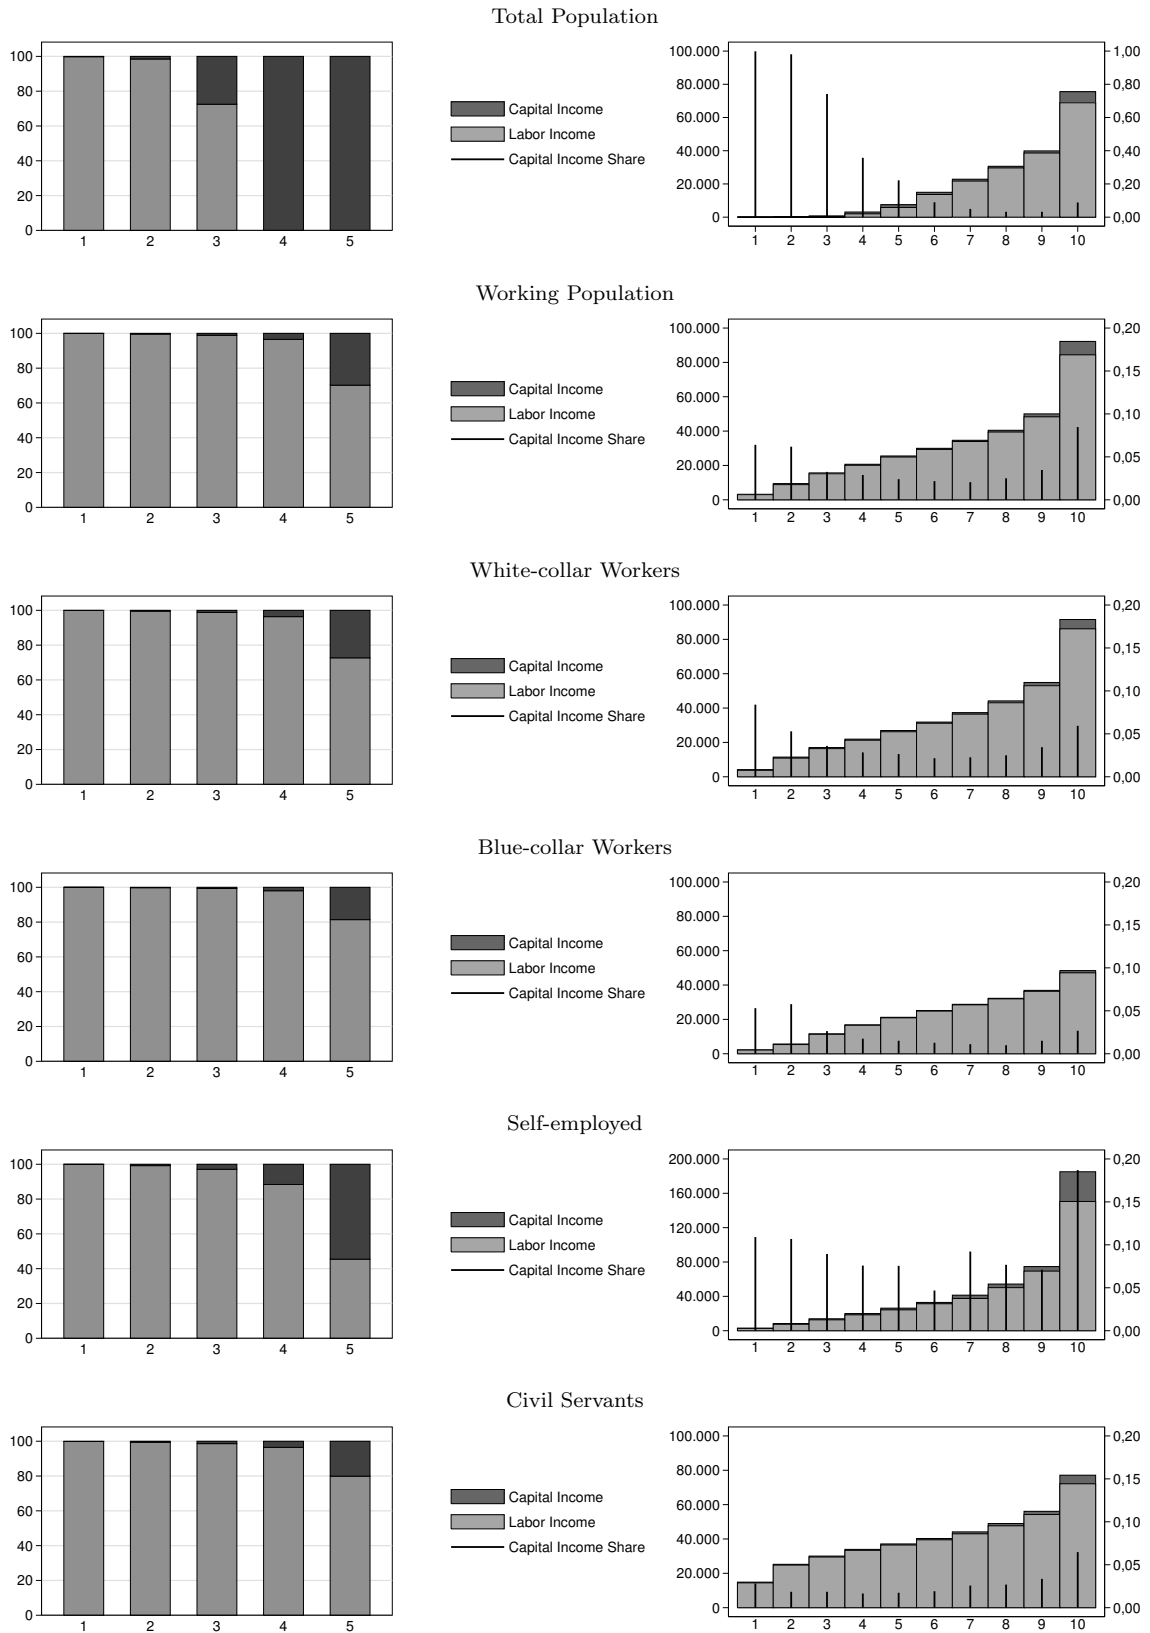 Total Population
100
80
60
40
20
0
1 2 3 4 5
Capital Income
Labor Income
Capital Income Share
100.000
80.000
60.000
40.000
20.000
0
1,00
0,80
0,60
0,40
0,20
0,00
1 2 3 4 5 6 7 8 9 10
Working Population
100
80
60
40
20
0
1 2 3 4 5
Capital Income
Labor Income
Capital Income Share
100.000
80.000
60.000
40.000
20.000
0
0,20
0,15
0,10
0,05
0,00
1 2 3 4 5 6 7 8 9 10
White-collar Workers
100
80
60
40
20
0
1 2 3 4 5
Capital Income
Labor Income
Capital Income Share
100.000
80.000
60.000
40.000
20.000
0
0,20
0,15
0,10
0,05
0,00
1 2 3 4 5 6 7 8 9 10
Blue-collar Workers
100
80
60
40
20
0
1 2 3 4 5
Capital Income
Labor Income
Capital Income Share
100.000
80.000
60.000
40.000
20.000
0
0,20
0,15
0,10
0,05
0,00
1 2 3 4 5 6 7 8 9 10
Self-employed
100
80
60
40
20
0
1 2 3 4 5
Capital Income
Labor Income
Capital Income Share
200.000
160.000
120.000
80.000
40.000
0
0,20
0,15
0,10
0,05
0,00
1 2 3 4 5 6 7 8 9 10
Civil Servants
100
80
60
40
20
0
1 2 3 4 5
Capital Income
Labor Income
Capital Income Share
100.000
80.000
60.000
40.000
20.000
0
0,20
0,15
0,10
0,05
0,00
1 2 3 4 5 6 7 8 9 10